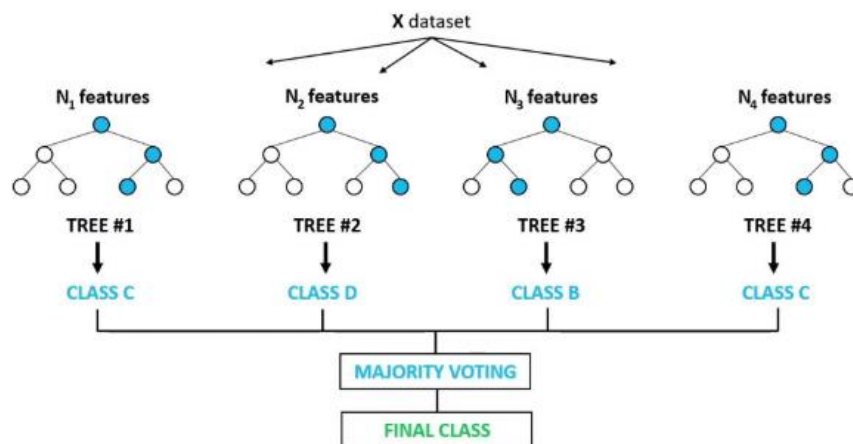 X dataset
N₁ features N₂ features N₃ features N₄ features
TREE #1 TREE #2 TREE #3 TREE #4
CLASS C CLASS D CLASS B CLASS C
MAJORITY VOTING
FINAL CLASS